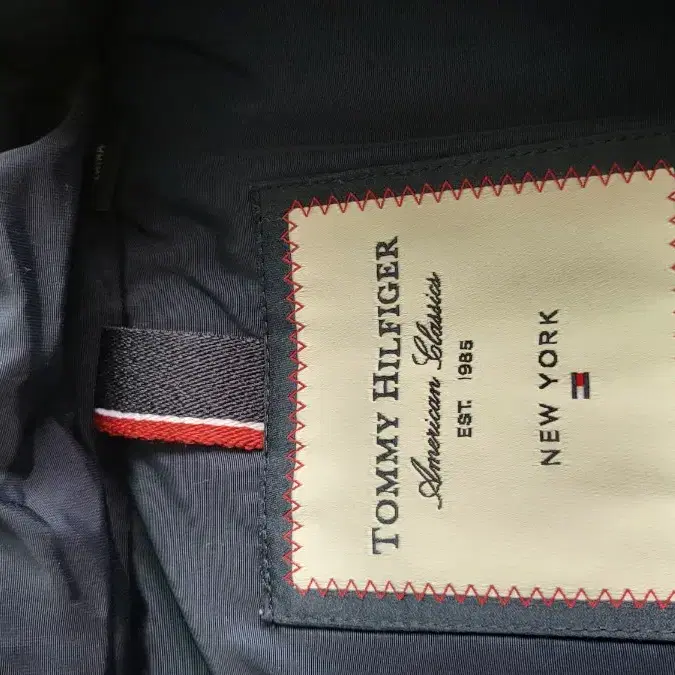 TOMMY HILFIGER
American Classics
EST. 1985
NEW YORK